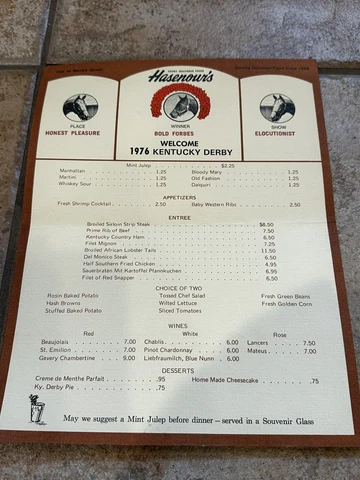 Hasenour's
PLACE
WINNER
SHOW
HONEST PLEASURE
BOLD FORBES
ELOCUTIONIST
WELCOME
1976 KENTUCKY DERBY
Mint Julep . . . $2.25
Manhattan . . . 1.25
Bloody Mary . . . 1.25
Martini . . . 1.25
Old Fashion . . . 1.25
Whiskey Sour . . . 1.25
Daiquiri . . . 1.25
APPETIZERS
Fresh Shrimp Cocktail . . . 2.50
Baby Western Ribs . . . 2.50
ENTREE
Broiled Sirloin Strip Steak . . . $8.50
Prime Rib of Beef . . . 7.50
Kentucky Country Ham . . . 6.50
Filet Mignon . . . 7.25
Broiled African Lobster Tails . . . 11.50
Del Monico Steak . . . 6.50
Half Southern Fried Chicken . . . 4.95
Sauerbraten Mit Kartoffel Pfannkuchen . . . 6.95
Filet of Red Snapper . . . 6.50
CHOICE OF TWO
Rosin Baked Potato
Tossed Chef Salad
Fresh Green Beans
Hash Browns
Wilted Lettuce
Fresh Golden Corn
Stuffed Baked Potato
Sliced Tomatoes
WINES
Red
White
Rose
Beaujolais . . . 7.00
Chablis . . . 6.00
Lancers . . . 7.50
St. Emilion . . . 7.00
Pinot Chardonnay . . . 6.00
Mateus . . . 7.00
Gevery Chambertine . . . 9.00
Liebfraumilch, Blue Nunn . . . 6.00
DESSERTS
Creme de Menthe Parfait . . . .95
Home Made Cheesecake . . . .75
Ky. Derby Pie . . . .75
May we suggest a Mint Julep before dinner – served in a Souvenir Glass